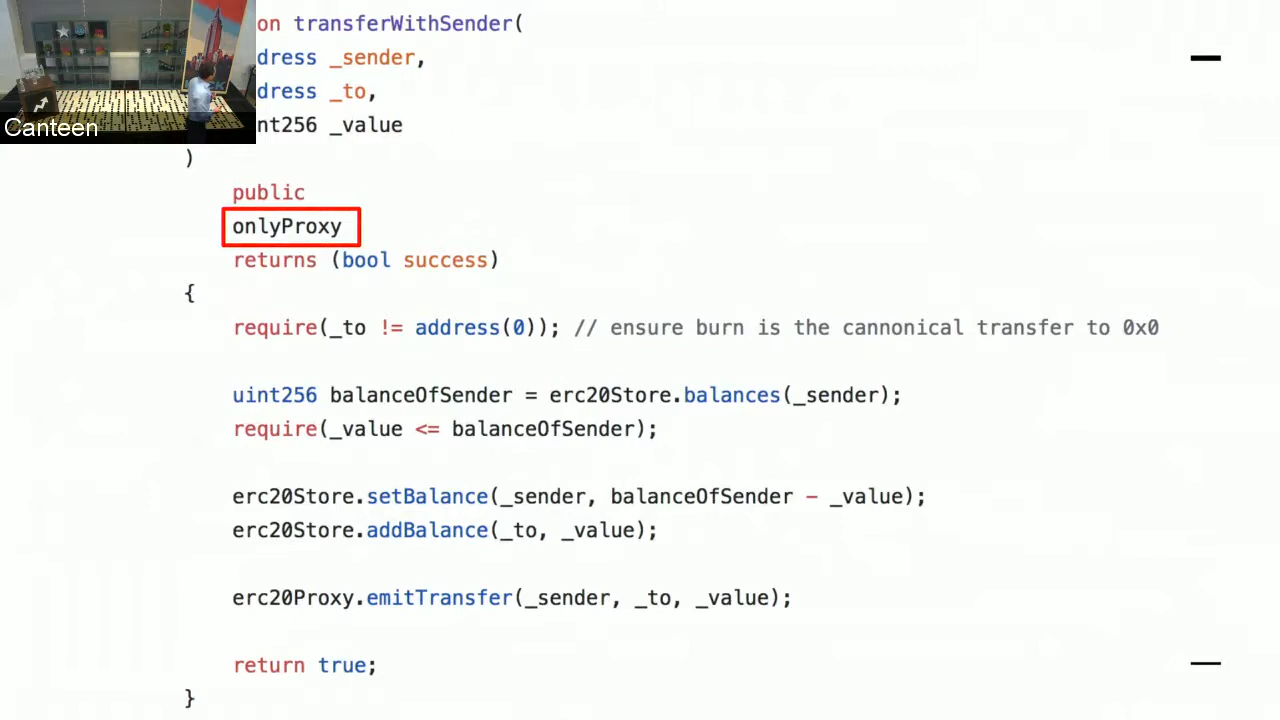 on transferWithSender(
dress _sender,
dress _to,
nt256 _value
Canteen
)
public
onlyProxy
returns (bool success)
{
require(_to != address(0)); // ensure burn is the cannonical transfer to 0x0
uint256 balanceOfSender = erc20Store.balances(_sender);
require(_value <= balanceOfSender);
erc20Store.setBalance(_sender, balanceOfSender - _value);
erc20Store.addBalance(_to, _value);
erc20Proxy.emitTransfer(_sender, _to, _value);
return true;
}